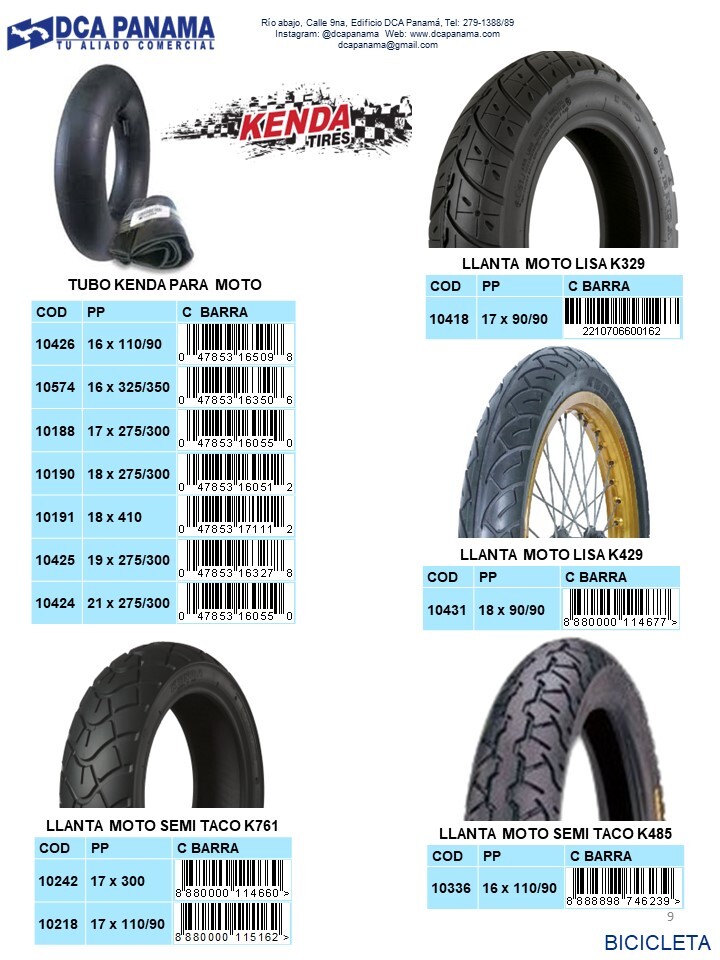 DCA PANAMA
TU ALIADO COMERCIAL
Río abajo, Calle 9na, Edificio DCA Panamá, Tel: 279-1388/89
Instagram: @dcapanama Web: www.dcapanama.com
dcapanama@gmail.com
KENDA
TIRES
TUBO KENDA PARA MOTO
COD PP C BARRA
10426 16 x 110/90
0 47853 16509 8
10574 16 x 325/350
0 47853 16350 6
10188 17 x 275/300
0 47853 16055 0
10190 18 x 275/300
0 47853 16051 2
10191 18 x 410
0 47853 17111 2
10425 19 x 275/300
0 47853 16327 8
10424 21 x 275/300
0 47853 16055 0
LLANTA MOTO LISA K329
COD PP C BARRA
10418 17 x 90/90
2210706600162
LLANTA MOTO LISA K429
COD PP C BARRA
10431 18 x 90/90
8 880000 114677 >
LLANTA MOTO SEMI TACO K761
COD PP C BARRA
10242 17 x 300
8 880000 114660 >
10218 17 x 110/90
8 880000 115162 >
LLANTA MOTO SEMI TACO K485
COD PP C BARRA
10336 16 x 110/90
8 888898 746239 >
9
BICICLETA